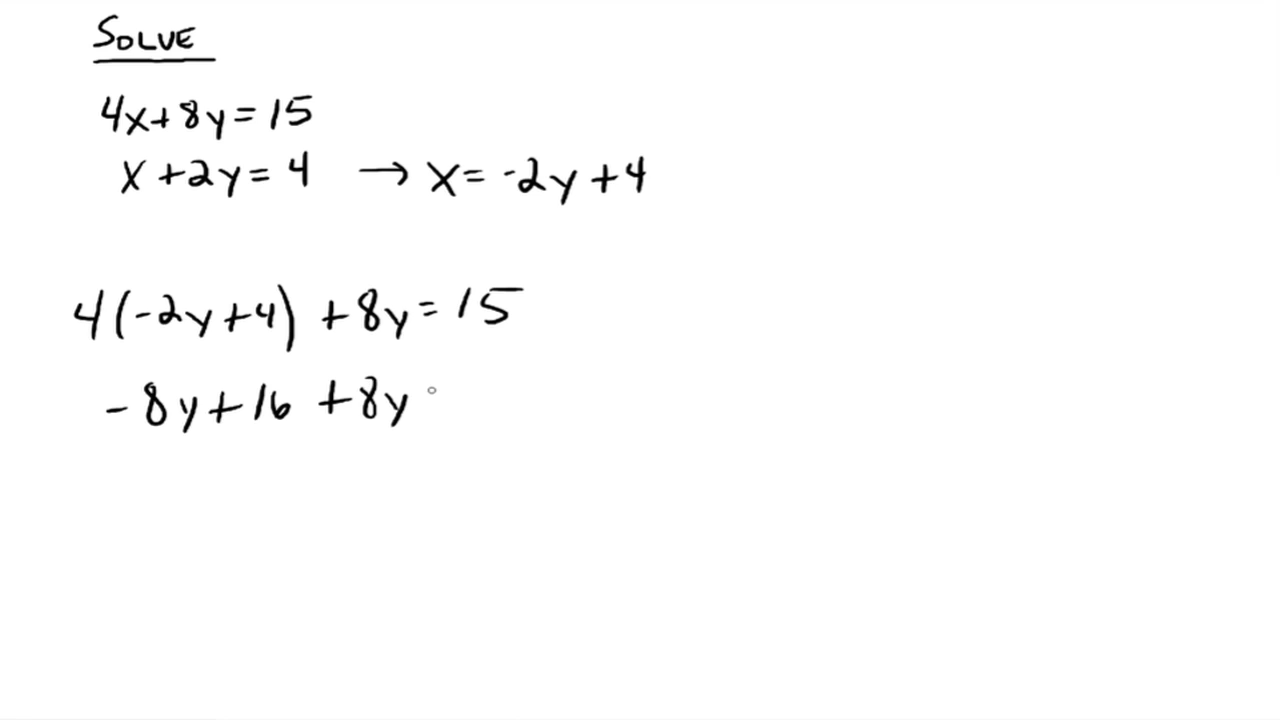 SOLVE
4x+8y=15
x+2y=4 → x=-2y+4
4(-2y+4)+8y=15
-8y+16+8y